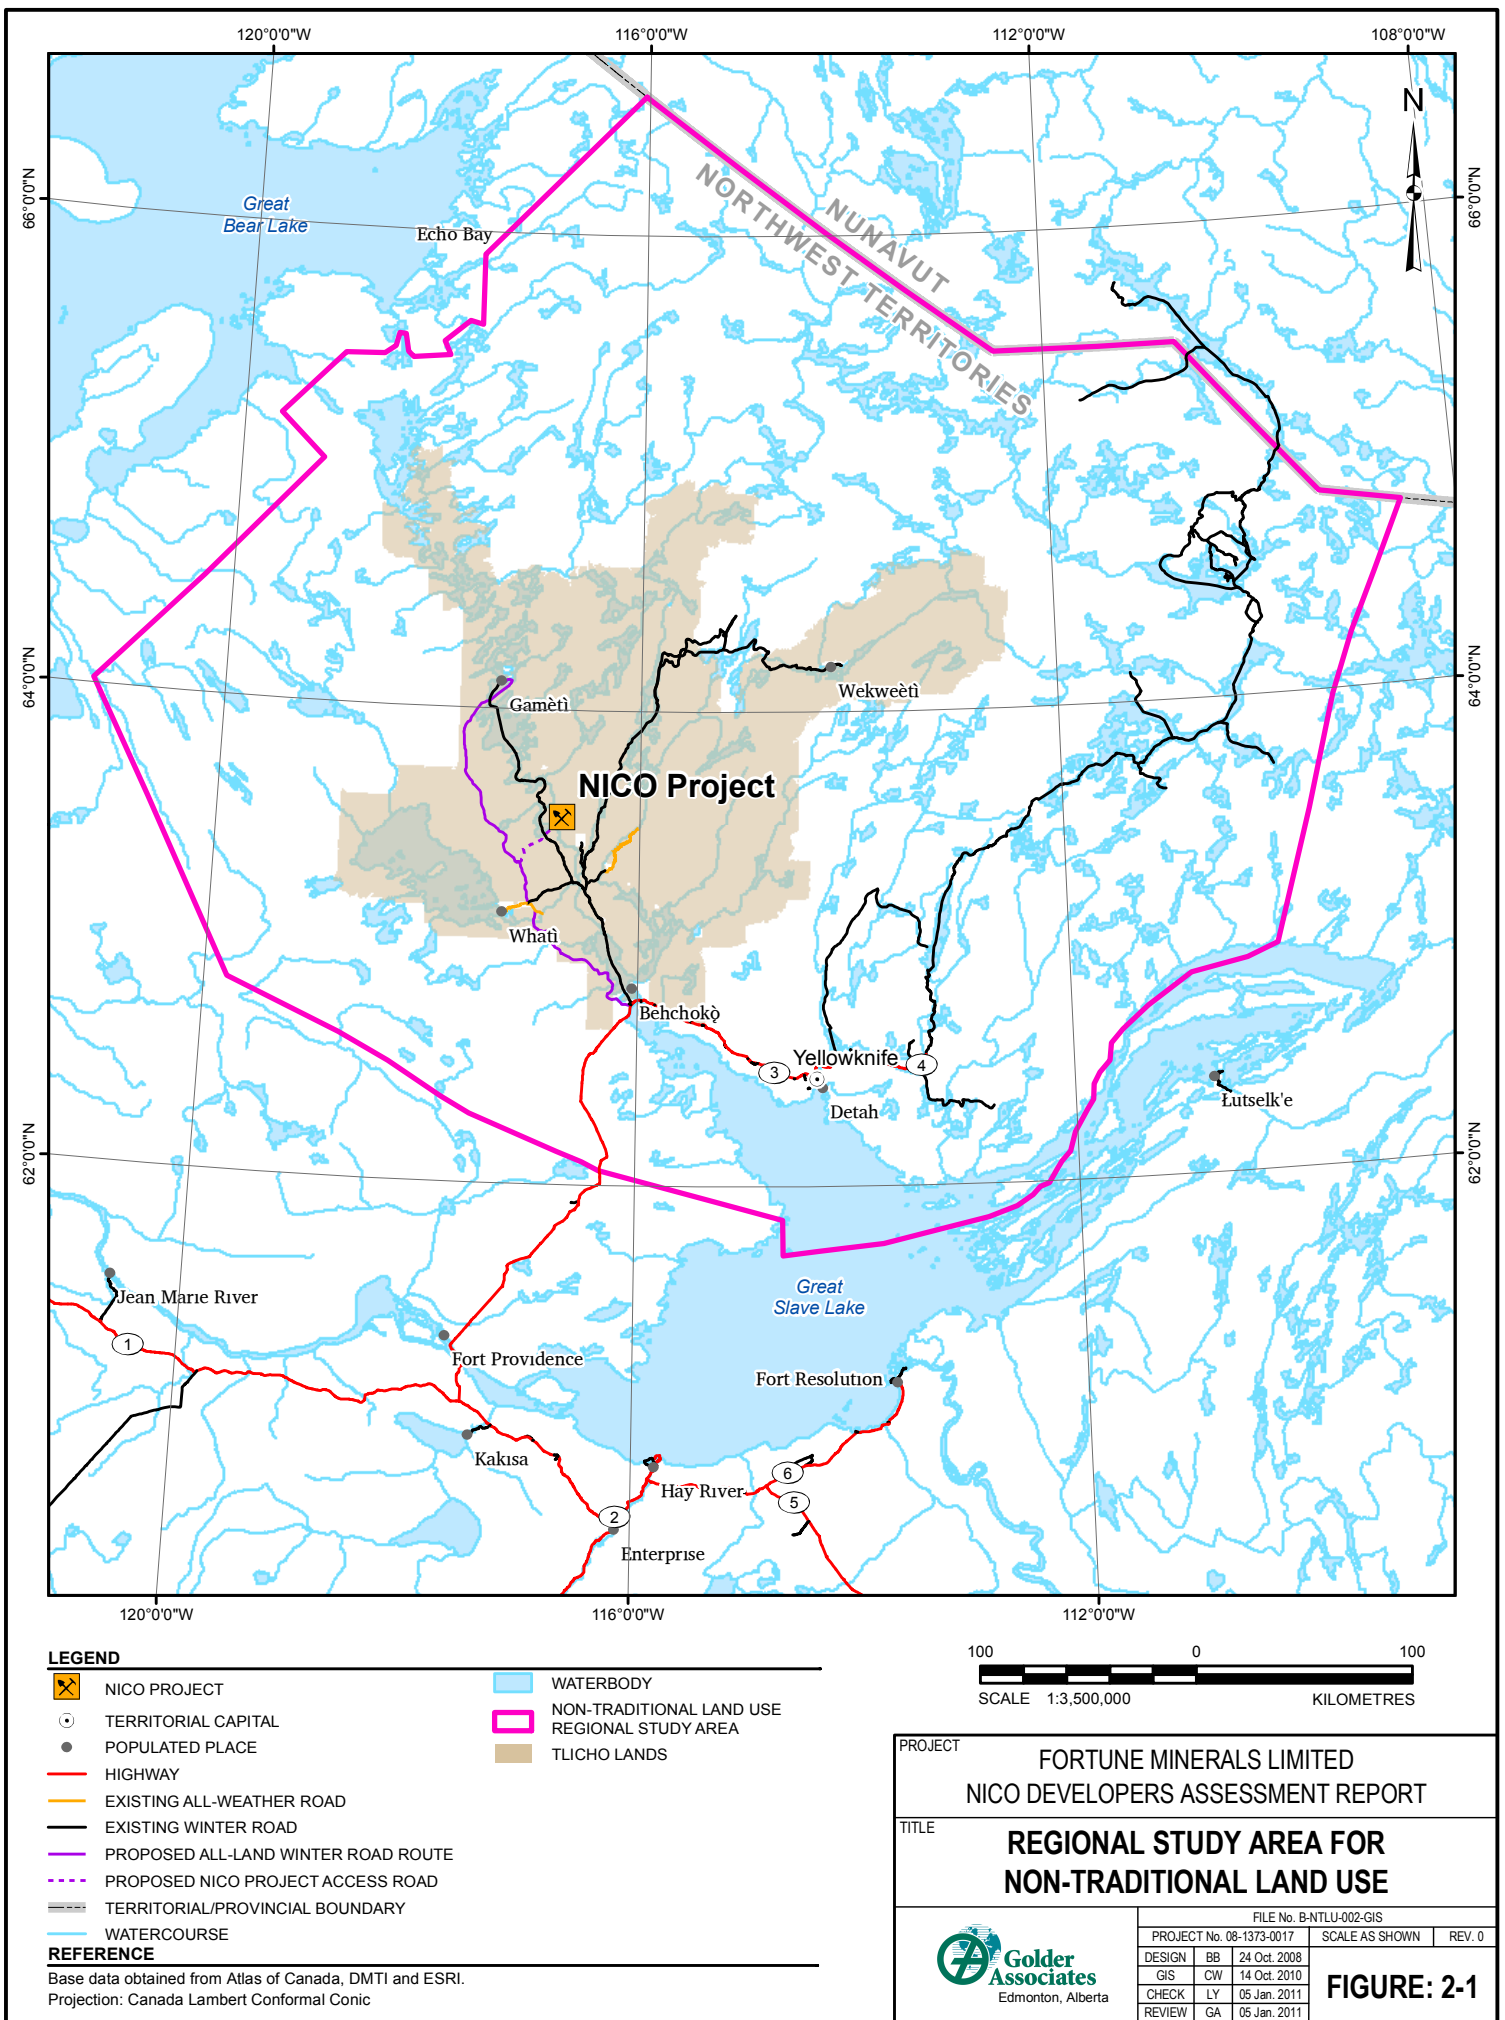 120°0'0"W
116°0'0"W
112°0'0"W
108°0'0"W
N
66°0'0"N
66°0'0"N
Great
Bear Lake
Echo Bay
NUNAVUT
NORTHWEST TERRITORIES
64°0'0"N
64°0'0"N
Gamètì
Wekweètì
NICO Project
Whatì
Behchokǫ̀
Yellowknife
3
4
Detah
Łutselk'e
62°0'0"N
62°0'0"N
Great
Slave Lake
Jean Marie River
1
Fort Providence
Fort Resolution
Kakisa
Hay River
6
5
2
Enterprise
120°0'0"W
116°0'0"W
112°0'0"W
LEGEND
NICO PROJECT
TERRITORIAL CAPITAL
POPULATED PLACE
HIGHWAY
EXISTING ALL-WEATHER ROAD
EXISTING WINTER ROAD
PROPOSED ALL-LAND WINTER ROAD ROUTE
PROPOSED NICO PROJECT ACCESS ROAD
TERRITORIAL/PROVINCIAL BOUNDARY
WATERCOURSE
WATERBODY
NON-TRADITIONAL LAND USE
REGIONAL STUDY AREA
TLICHO LANDS
REFERENCE
Base data obtained from Atlas of Canada, DMTI and ESRI.
Projection: Canada Lambert Conformal Conic
100 0 100
SCALE 1:3,500,000 KILOMETRES
PROJECT
FORTUNE MINERALS LIMITED
NICO DEVELOPERS ASSESSMENT REPORT
TITLE
REGIONAL STUDY AREA FOR
NON-TRADITIONAL LAND USE
Golder
Associates
Edmonton, Alberta
FILE No. B-NTLU-002-GIS
PROJECT No. 08-1373-0017 SCALE AS SHOWN REV. 0
DESIGN BB 24 Oct. 2008
GIS CW 14 Oct. 2010
CHECK LY 05 Jan. 2011
REVIEW GA 05 Jan. 2011
FIGURE: 2-1